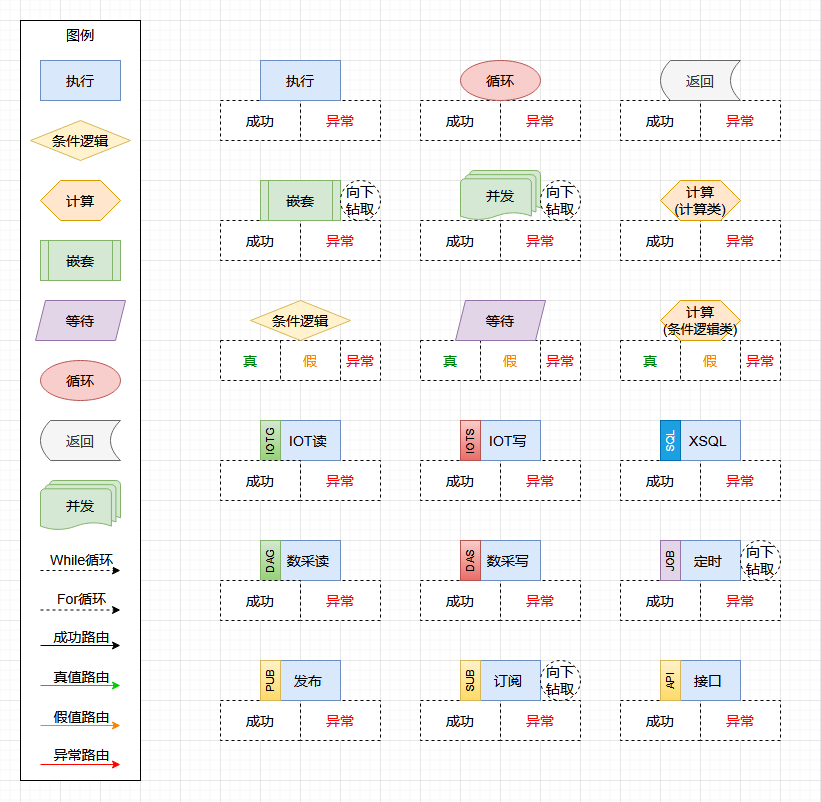 图例
执行
条件逻辑
计算
嵌套
等待
循环
返回
并发
While循环
For循环
成功路由
真值路由
假值路由
异常路由
执行
成功
异常
循环
成功
异常
返回
成功
异常
嵌套
向下
钻取
成功
异常
并发
向下
钻取
成功
异常
计算
(计算类)
成功
异常
条件逻辑
真
假
异常
等待
真
假
异常
计算
(条件逻辑类)
真
假
异常
IOTG
IOT读
成功
异常
IOTS
IOT写
成功
异常
SQL
XSQL
成功
异常
DAG
数采读
成功
异常
DAS
数采写
成功
异常
JOB
定时
向下
钻取
成功
异常
PUB
发布
成功
异常
SUB
订阅
向下
钻取
成功
异常
API
接口
成功
异常